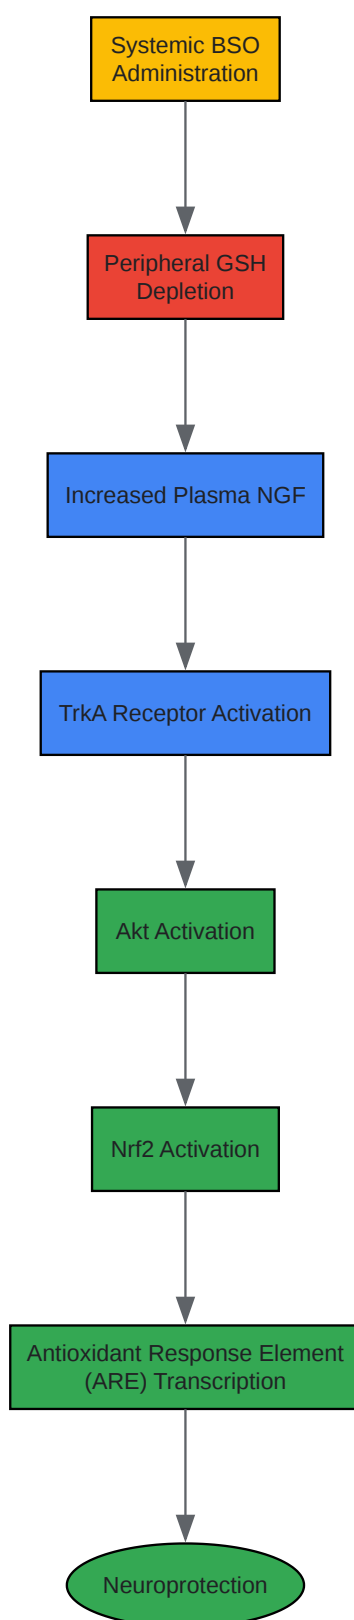 Systemic BSO
Administration
Peripheral GSH
Depletion
Increased Plasma NGF
TrkA Receptor Activation
Akt Activation
Nrf2 Activation
Antioxidant Response Element
(ARE) Transcription
Neuroprotection